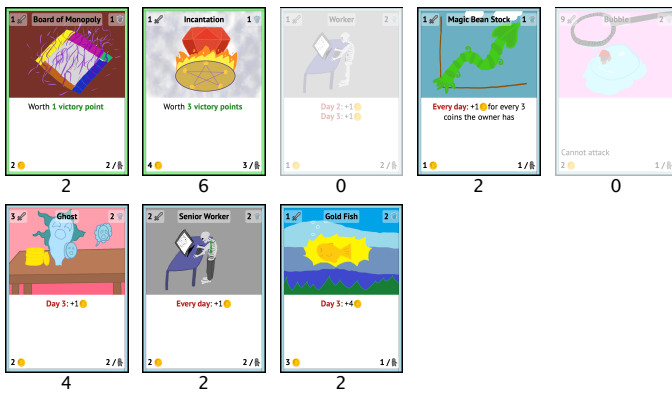 1 Board of Monopoly 1
Worth 1 victory point
2 2 /
2
1 Incantation 1
Worth 3 victory points
4 3 /
6
1 Worker 2
Day 2: +1
Day 3: +1
1 2 /
0
1 Magic Bean Stock 1
Every day: +1 for every 3
coins the owner has
1 1 /
2
9 Bubble 2
Cannot attack
2 1 /
0
3 Ghost 2
Day 3: +1
2 2 /
4
2 Senior Worker 2
Every day: +1
2 2 /
2
1 Gold Fish 2
Day 3: +4
3 1 /
2